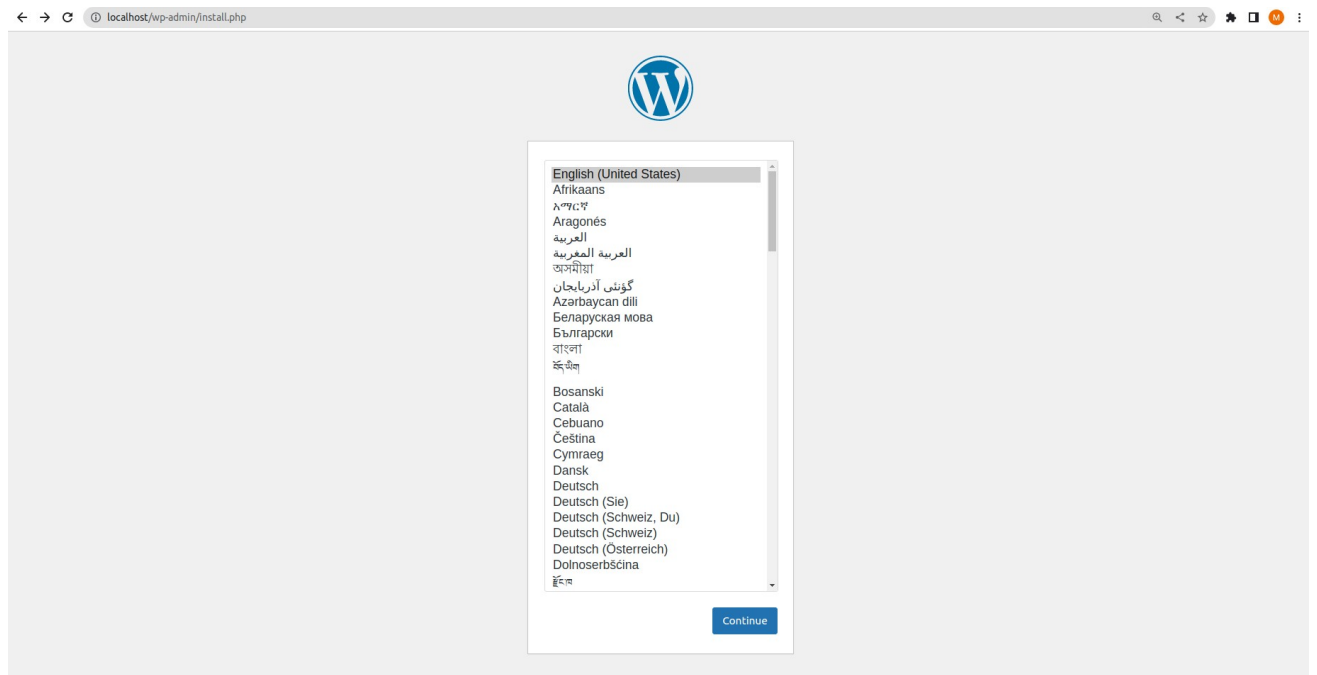 localhost/wp-admin/install.php
M
W
English (United States)
Afrikaans
አማርኛ
Aragonés
العربية
العربية المغربية
অসমীয়া
گؤنئی آذربایجان
Azərbaycan dili
Беларуская мова
Български
বাংলা
བོད་ཡིག
Bosanski
Català
Cebuano
Čeština
Cymraeg
Dansk
Deutsch
Deutsch (Sie)
Deutsch (Schweiz, Du)
Deutsch (Schweiz)
Deutsch (Österreich)
Dolnoserbšćina
རྫོང་ཁ
Continue